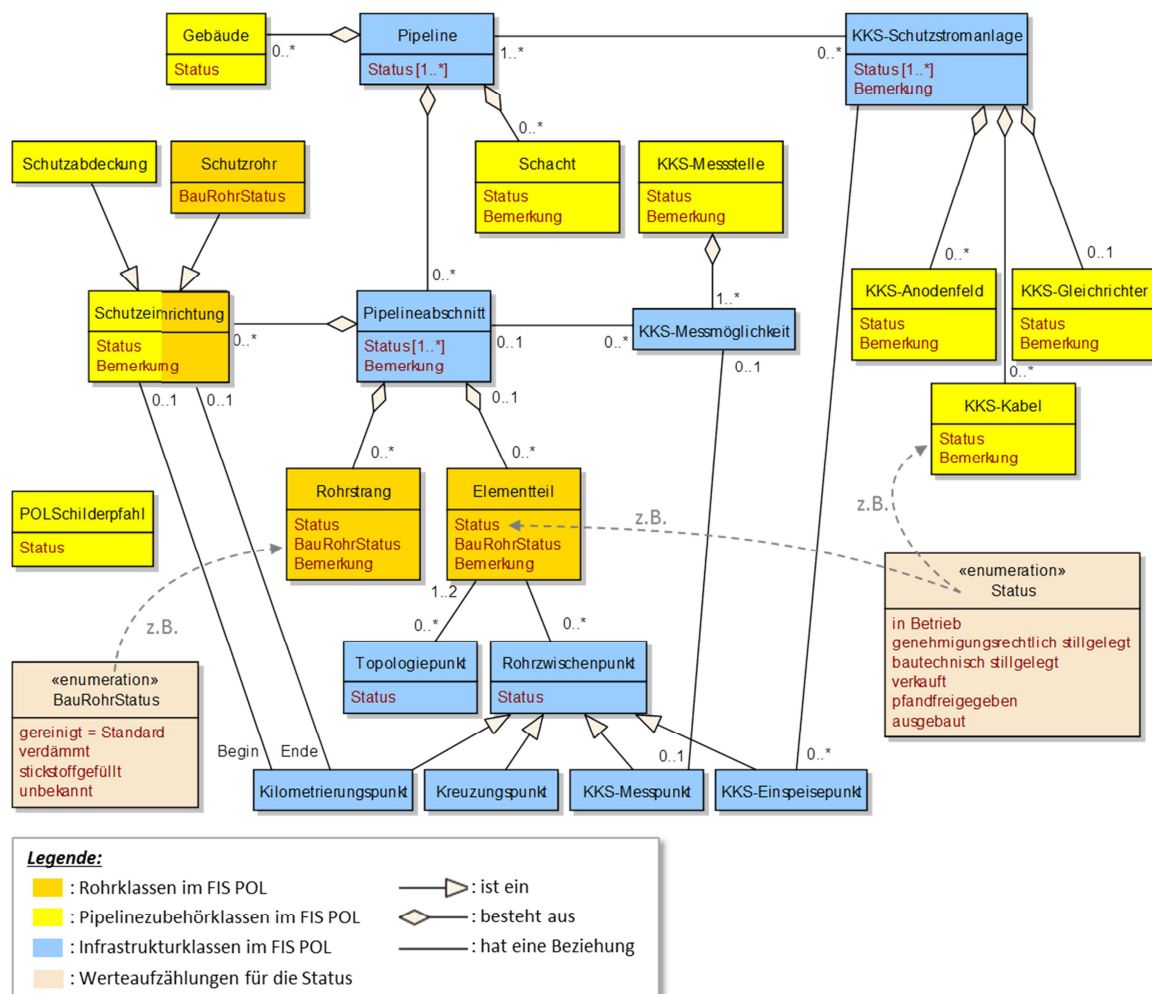 Gebäude
Status
0..*
Pipeline
Status [1..*]
1..*
0..*
KKS-Schutzstromanlage
Status [1..*]
Bemerkung
0..*
Schutzabdeckung
Schutzrohr
BauRohrStatus
Schacht
Status
Bemerkung
KKS-Messstelle
Status
Bemerkung
0..*
0..*
0..1
KKS-Anodenfeld
Status
Bemerkung
KKS-Gleichrichter
Status
Bemerkung
1..*
Schutzeinrichtung
Status
Bemerkung
0..*
Pipelineabschnitt
Status [1..*]
Bemerkung
0..1
0..*
KKS-Messmöglichkeit
0..1
0..*
KKS-Kabel
Status
Bemerkung
0..1
0..1
0..1
0..*
0..*
Rohrstrang
Status
BauRohrStatus
Bemerkung
Elementteil
Status
BauRohrStatus
Bemerkung
z.B.
z.B.
POLSchilderpfahl
Status
«enumeration»
Status
in Betrieb
genehmigungsrechtlich stillgelegt
bautechnisch stillgelegt
verkauft
pfandfreigegeben
ausgebaut
1..2
0..*
0..*
z.B.
Topologiepunkt
Status
Rohrzwischenpunkt
Status
«enumeration»
BauRohrStatus
gereinigt = Standard
verdämmt
stickstoffgefüllt
unbekannt
Begin
Ende
0..1
0..*
Kilometrierungspunkt
Kreuzungspunkt
KKS-Messpunkt
KKS-Einspeisepunkt
Legende:
: Rohrklassen im FIS POL
: ist ein
: Pipelinezubehörklassen im FIS POL
: besteht aus
: Infrastrukturklassen im FIS POL
: hat eine Beziehung
: Werteaufzählungen für die Status